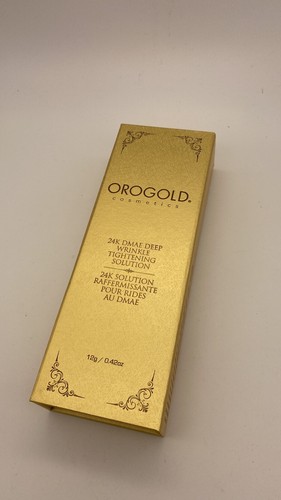 OROGOLD®
cosmetics
24K DMAE DEEP
WRINKLE
TIGHTENING
SOLUTION
24K SOLUTION
RAFFERMISSANTE
POUR RIDES
AU DMAE
12g / 0.42oz